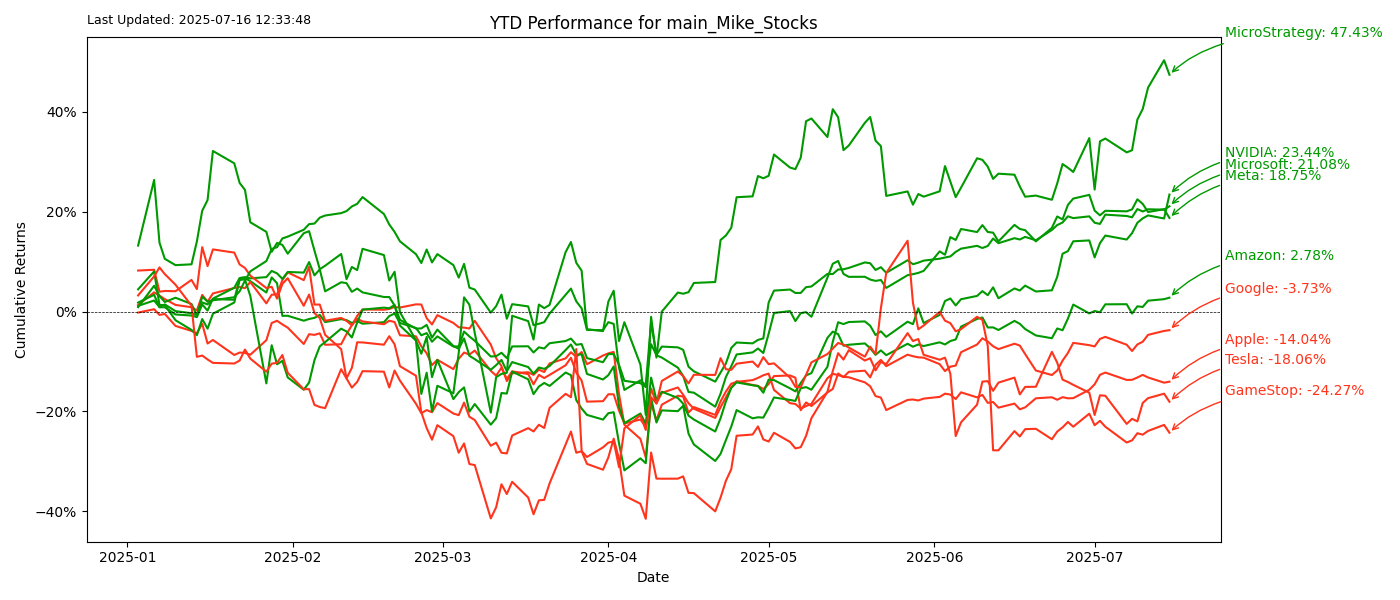 Last Updated: 2025-07-16 12:33:48
YTD Performance for main_Mike_Stocks
MicroStrategy: 47.43%
NVIDIA: 23.44%
Microsoft: 21.08%
Meta: 18.75%
Amazon: 2.78%
Google: -3.73%
Apple: -14.04%
Tesla: -18.06%
GameStop: -24.27%
Cumulative Returns
40%
20%
0%
−20%
−40%
2025-01
2025-02
2025-03
2025-04
2025-05
2025-06
2025-07
Date